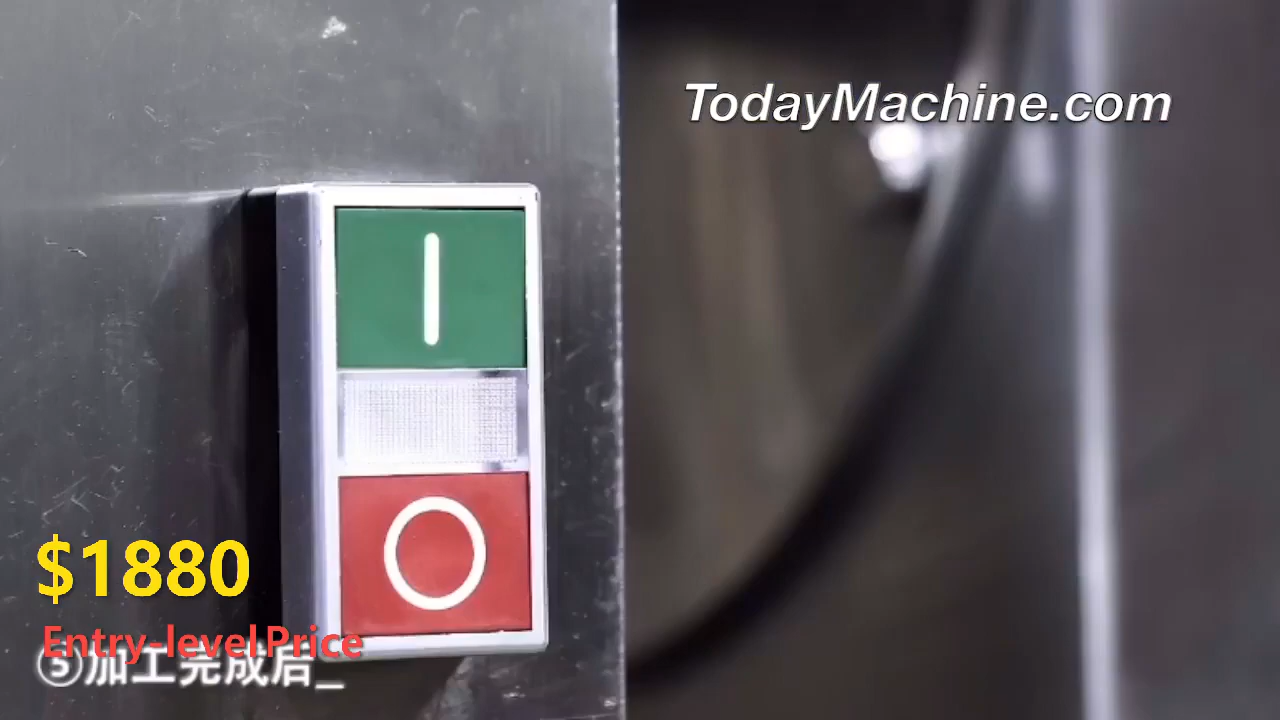 TodayMachine.com
I
O
$1880
Entry-level Price
⑤加工完成后_